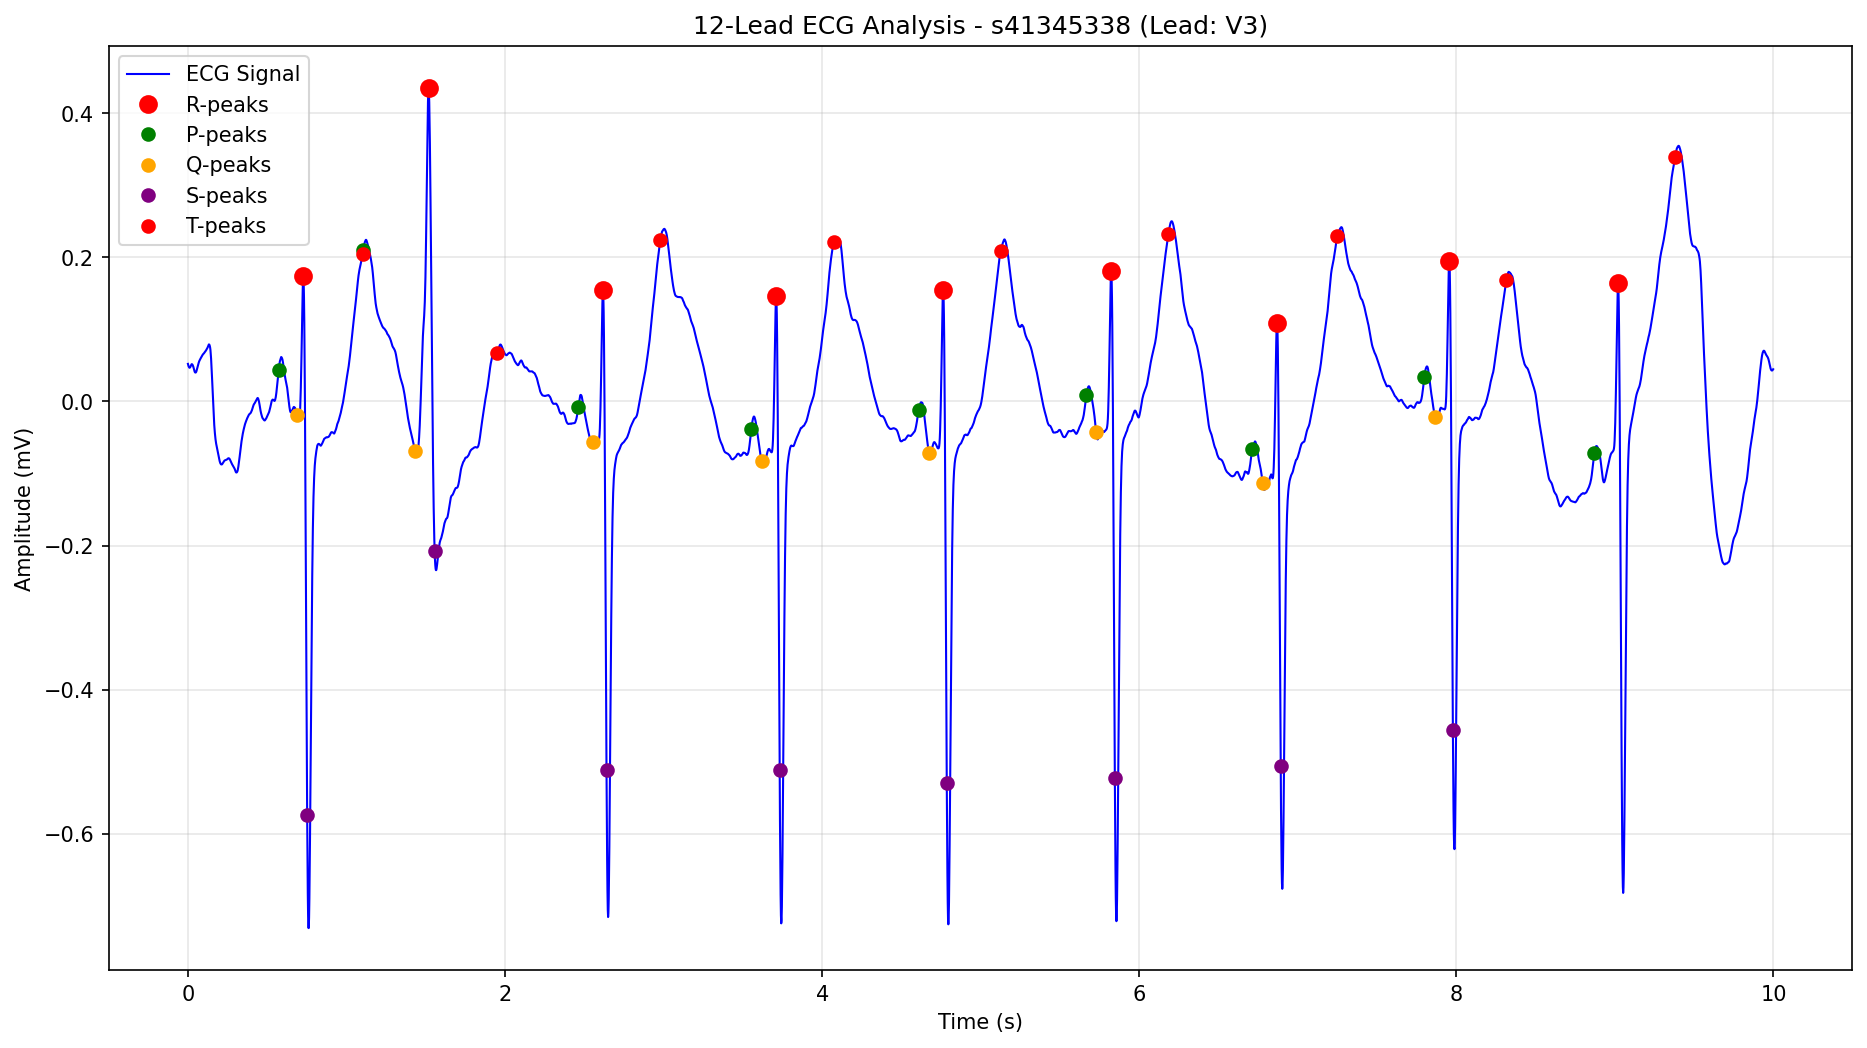 12-Lead ECG Analysis - s41345338 (Lead: V3)
ECG Signal
R-peaks
P-peaks
Q-peaks
S-peaks
T-peaks
Amplitude (mV)
0.4
0.2
0.0
−0.2
−0.4
−0.6
0 2 4 6 8 10
Time (s)